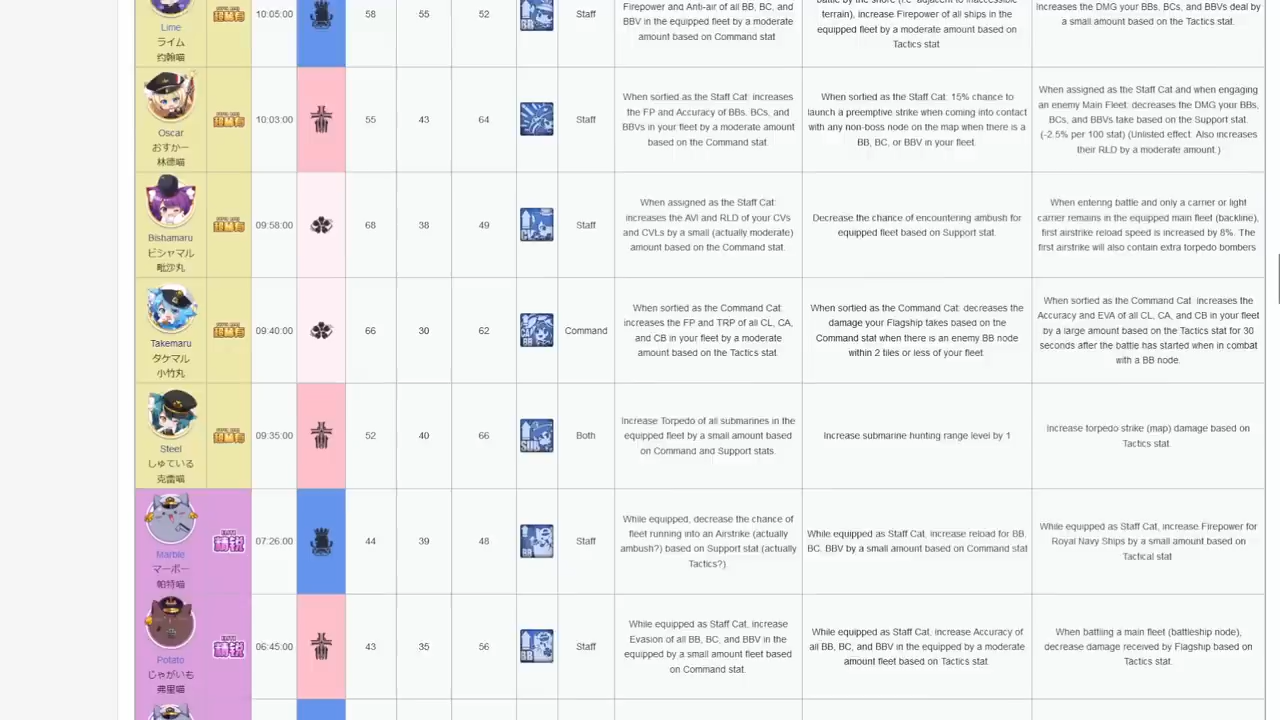 Firepower and Anti-air of all BB, BC, and
BBV in the equipped fleet by a moderate
amount based on Command stat
terrain), increase Firepower of all ships in the
equipped fleet by a moderate amount based on
Tactics stat
increases the DMG your BBs, BCs, and BBVs deal by
a small amount based on the Tactics stat.
10:05:00
58
55
52
Staff
Lime
ライム
约翰喵
10:03:00
55
43
64
Staff
When sortied as the Staff Cat: increases
the FP and Accuracy of BBs, BCs, and
BBVs in your fleet by a moderate amount
based on the Command stat
When sortied as the Staff Cat: 15% chance to
launch a preemptive strike when coming into contact
with any non-boss node on the map when there is a
BB, BC, or BBV in your fleet.
When assigned as the Staff Cat and when engaging
an enemy Main Fleet: decreases the DMG your BBs,
BCs, and BBVs take based on the Support stat.
(-2.5% per 100 stat) (Unlisted effect. Also increases
their RLD by a moderate amount.)
Oscar
おすかー
林德喵
09:58:00
68
38
49
Staff
When assigned as the Staff Cat:
increases the AVI and RLD of your CVs
and CVLs by a small (actually moderate)
amount based on the Command stat.
Decrease the chance of encountering ambush for
equipped fleet based on Support stat.
When entering battle and only a carrier or light
carrier remains in the equipped main fleet (backline),
first airstrike reload speed is increased by 8%. The
first airstrike will also contain extra torpedo bombers
Bishamaru
ビシャマル
毗沙丸
09:40:00
66
30
62
Command
When sortied as the Command Cat:
increases the FP and TRP of all CL, CA,
and CB in your fleet by a moderate
amount based on the Tactics stat
When sortied as the Command Cat: decreases the
damage your Flagship takes based on the
Command stat when there is an enemy BB node
within 2 tiles or less of your fleet
When sortied as the Command Cat increases the
Accuracy and EVA of all CL, CA, and CB in your fleet
by a large amount based on the Tactics stat for 30
seconds after the battle has started when in combat
with a BB node.
Takemaru
タケマル
小竹丸
09:35:00
52
40
66
Both
Increase Torpedo of all submarines in the
equipped fleet by a small amount based
on Command and Support stats.
Increase submarine hunting range level by 1
Increase torpedo strike (map) damage based on
Tactics stat.
Steel
しゅている
克雷喵
07:26:00
44
39
48
Staff
While equipped, decrease the chance of
fleet running into an Airstrike (actually
ambush?) based on Support stat (actually
Tactics?).
While equipped as Staff Cat, increase reload for BB,
BC, BBV by a small amount based on Command stat
While equipped as Staff Cat, increase Firepower for
Royal Navy Ships by a small amount based on
Tactical stat
Marble
マーボー
帕特喵
06:45:00
43
35
56
Staff
While equipped as Staff Cat, increase
Evasion of all BB, BC, and BBV in the
equipped by a small amount fleet based
on Command stat.
While equipped as Staff Cat, increase Accuracy of
all BB, BC, and BBV in the equipped by a moderate
amount fleet based on Tactics stat.
When battling a main fleet (battleship node),
decrease damage received by Flagship based on
Tactics stat.
Potato
じゃがいも
弗里喵